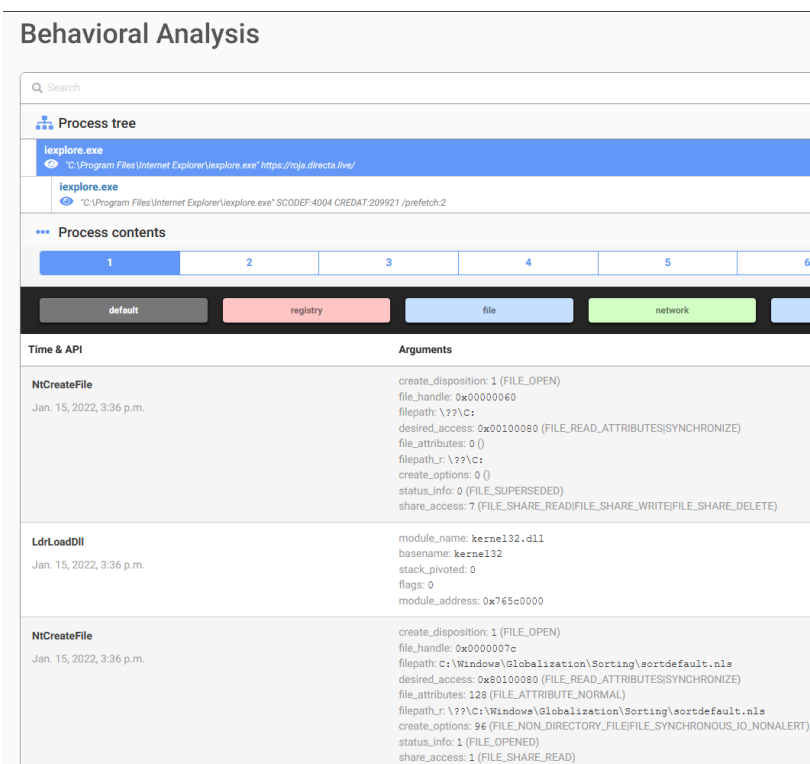 Behavioral Analysis
Search
Process tree
iexplore.exe
"C:\Program Files\Internet Explorer\iexplore.exe" https://roja.directa.live/
iexplore.exe
"C:\Program Files\Internet Explorer\iexplore.exe" SCODEF:4004 CREDAT:209921 /prefetch:2
Process contents
1 2 3 4 5 6
default registry file network
Time & API Arguments
NtCreateFile
Jan. 15, 2022, 3:36 p.m.
create_disposition: 1 (FILE_OPEN)
file_handle: 0x00000060
filepath: \??\C:
desired_access: 0x00100080 (FILE_READ_ATTRIBUTES|SYNCHRONIZE)
file_attributes: 0 ()
filepath_r: \??\C:
create_options: 0 ()
status_info: 0 (FILE_SUPERSEDED)
share_access: 7 (FILE_SHARE_READ|FILE_SHARE_WRITE|FILE_SHARE_DELETE)
LdrLoadDll
Jan. 15, 2022, 3:36 p.m.
module_name: kernel32.dll
basename: kernel32
stack_pivoted: 0
flags: 0
module_address: 0x765c0000
NtCreateFile
Jan. 15, 2022, 3:36 p.m.
create_disposition: 1 (FILE_OPEN)
file_handle: 0x0000007c
filepath: C:\Windows\Globalization\Sorting\sortdefault.nls
desired_access: 0x80100080 (FILE_READ_ATTRIBUTES|SYNCHRONIZE)
file_attributes: 128 (FILE_ATTRIBUTE_NORMAL)
filepath_r: \??\C:\Windows\Globalization\Sorting\sortdefault.nls
create_options: 96 (FILE_NON_DIRECTORY_FILE|FILE_SYNCHRONOUS_IO_NONALERT)
status_info: 1 (FILE_OPENED)
share_access: 1 (FILE_SHARE_READ)